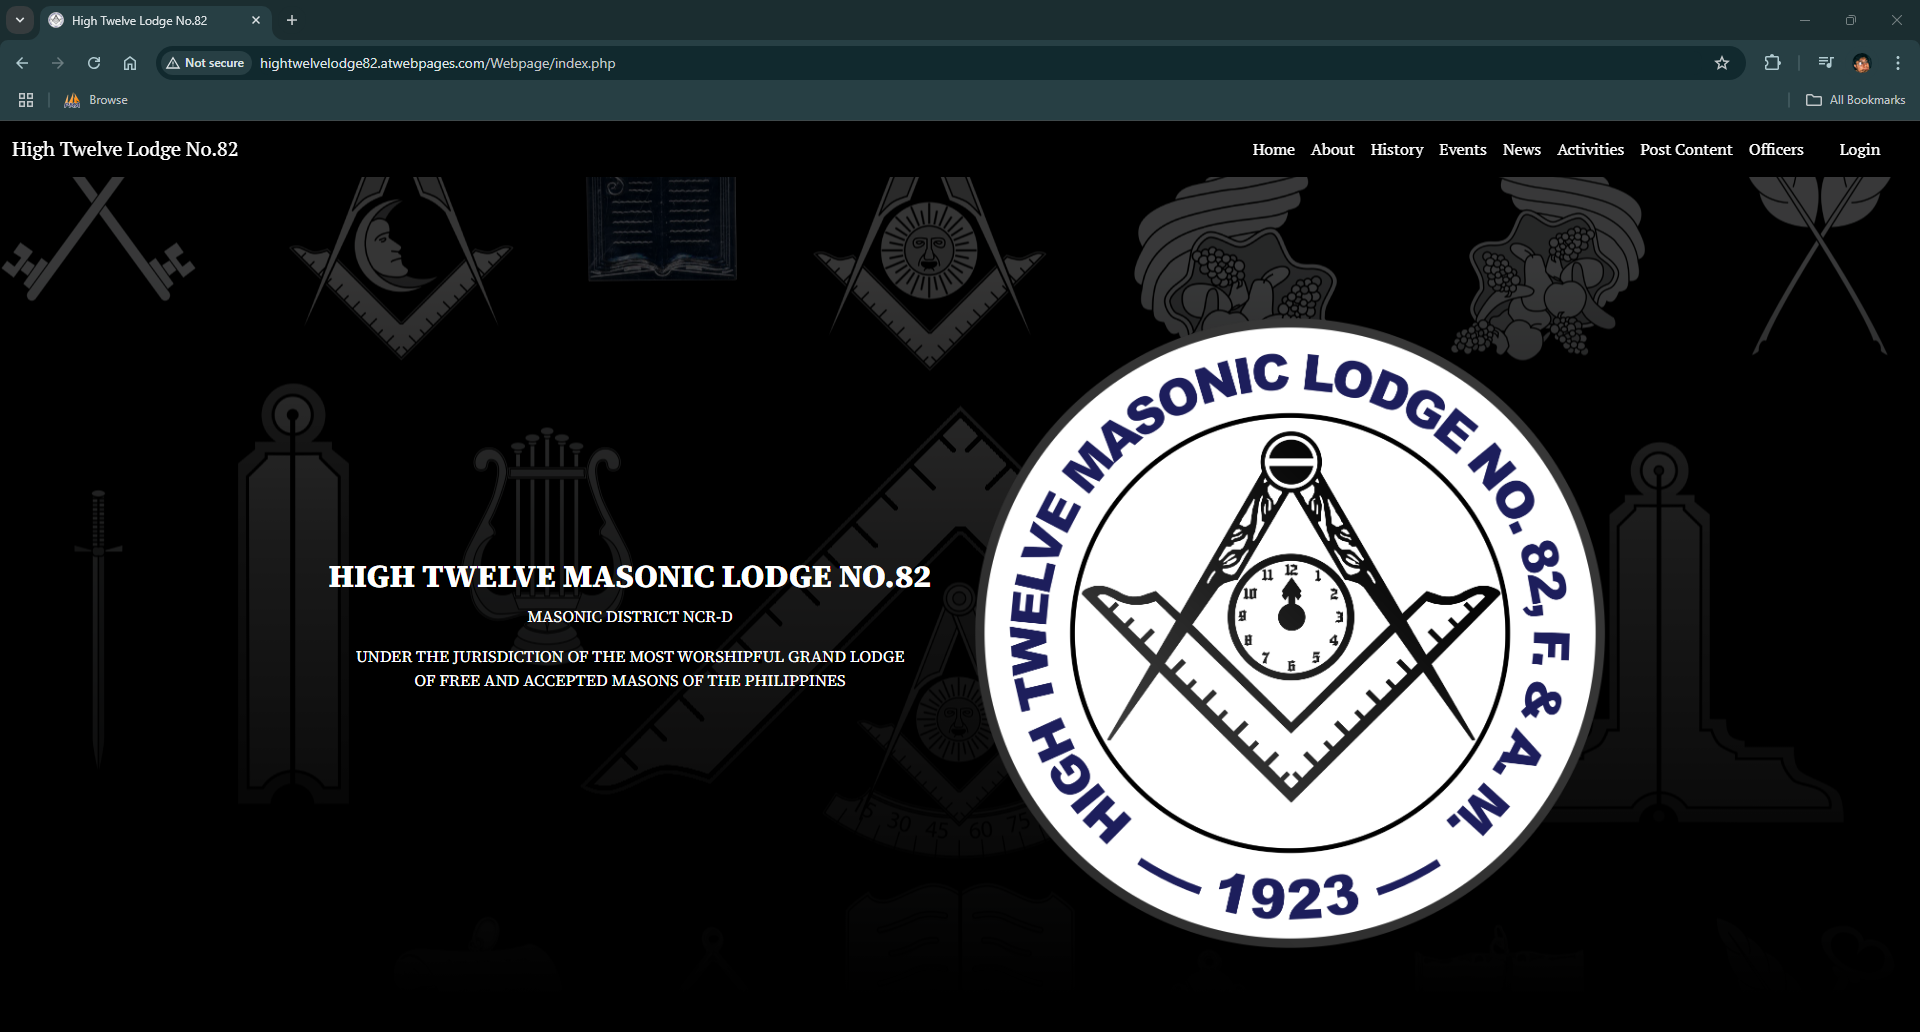 High Twelve Lodge No.82
Not secure
hightwelvelodge82.atwebpages.com/Webpage/index.php
Browse
All Bookmarks
High Twelve Lodge No.82
Home About History Events News Activities Post Content Officers Login
HIGH TWELVE MASONIC LODGE NO.82
MASONIC DISTRICT NCR-D
UNDER THE JURISDICTION OF THE MOST WORSHIPFUL GRAND LODGE
OF FREE AND ACCEPTED MASONS OF THE PHILIPPINES
HIGH TWELVE MASONIC LODGE NO. 82, F. & A. M.
12 1 2 3 4 5 6 7 8 9 10 11
1923
30 45 60 75